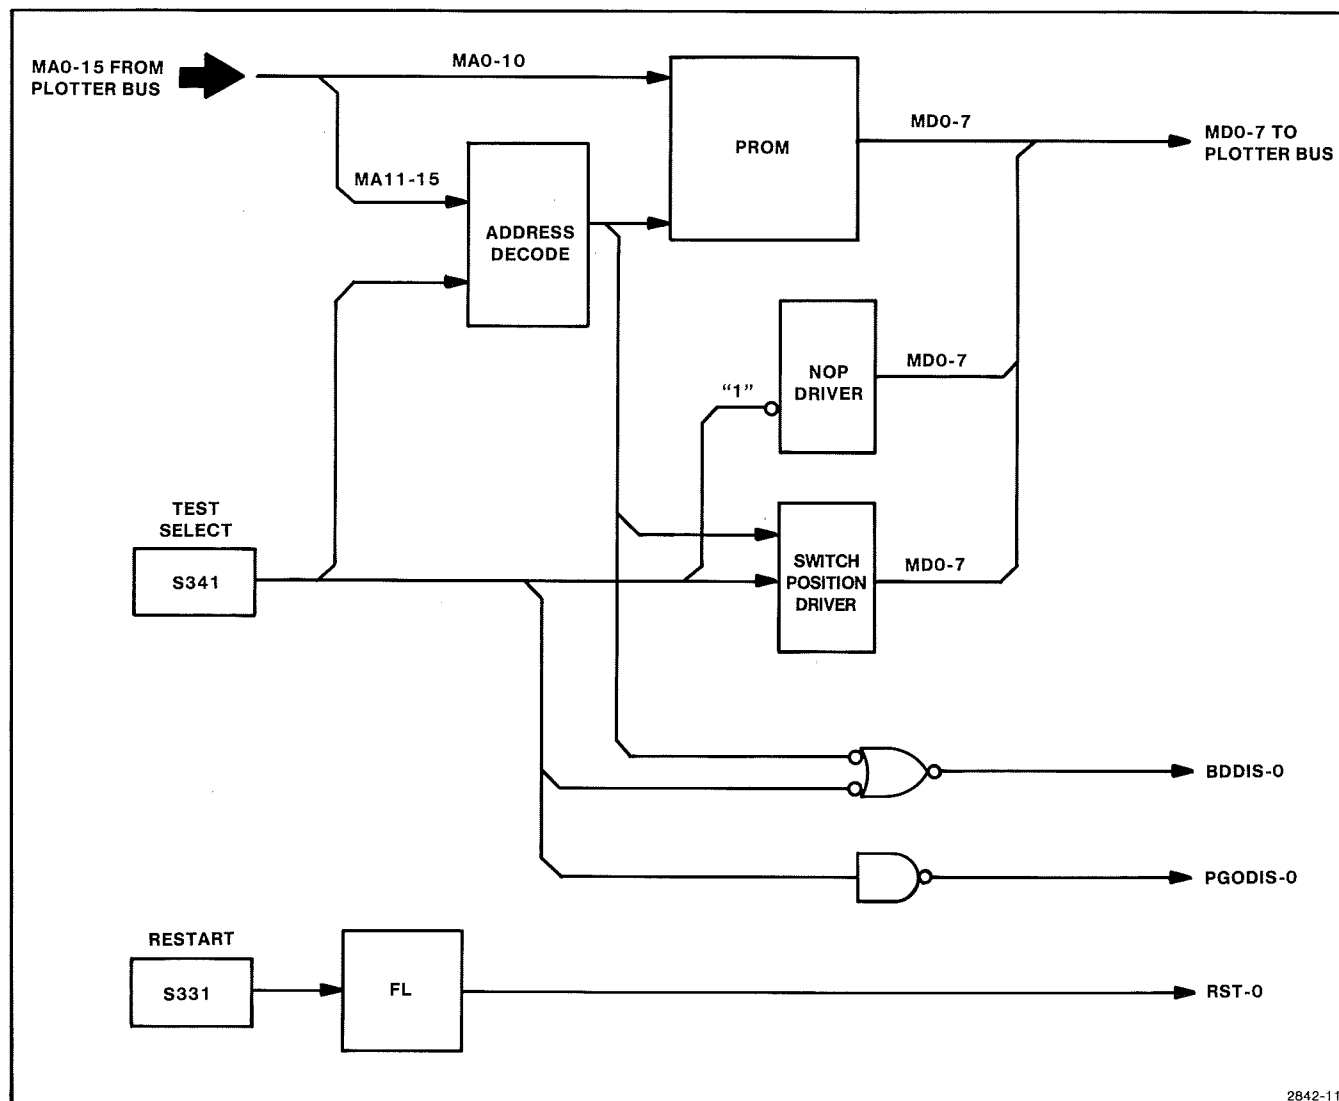 MA0-15 FROM
PLOTTER BUS
MA0-10
PROM
MD0-7
MD0-7 TO
PLOTTER BUS
MA11-15
ADDRESS
DECODE
NOP
DRIVER
MD0-7
“1”
TEST
SELECT
S341
SWITCH
POSITION
DRIVER
MD0-7
BDDIS-0
PGODIS-0
RESTART
S331
FL
RST-0
2842-11